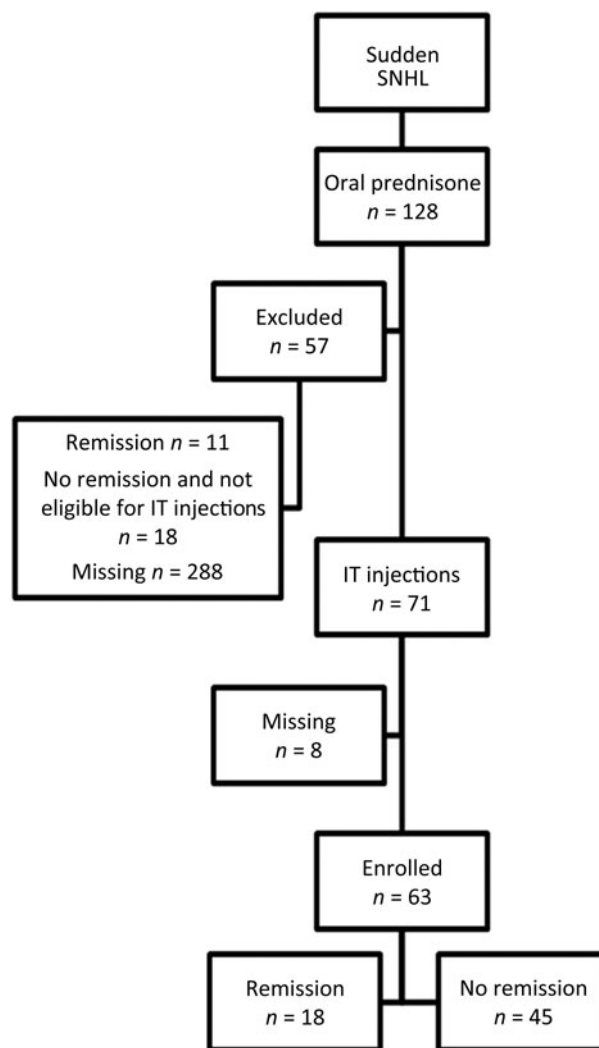 Sudden
SNHL
Oral prednisone
n = 128
Excluded
n = 57
Remission n = 11
No remission and not
eligible for IT injections
n = 18
Missing n = 288
IT injections
n = 71
Missing
n = 8
Enrolled
n = 63
Remission
n = 18
No remission
n = 45